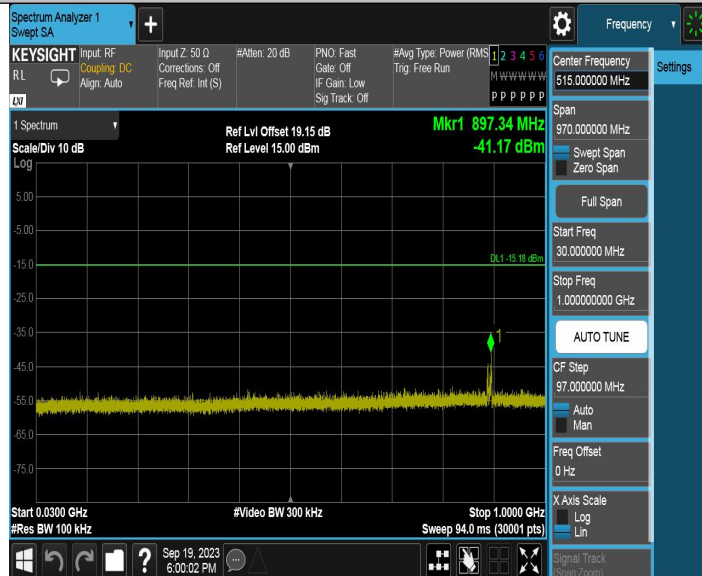 Spectrum Analyzer 1
Swept SA
+
Frequency
KEYSIGHT
RL
LXI
Input: RF
Coupling: DC
Align: Auto
Input Z: 50 Ω
Corrections: Off
Freq Ref: Int (S)
#Atten: 20 dB
PNO: Fast
Gate: Off
IF Gain: Low
Sig Track: Off
#Avg Type: Power (RMS
Trig: Free Run
1 2 3 4 5 6
M W W W W W
P P P P P P
1 Spectrum
Scale/Div 10 dB
Log
Ref Lvl Offset 19.15 dB
Ref Level 15.00 dBm
Mkr1 897.34 MHz
-41.17 dBm
5.00
-5.00
-15.0
DL1 -15.18 dBm
-25.0
-35.0
1
-45.0
-55.0
-65.0
-75.0
Start 0.0300 GHz
#Res BW 100 kHz
#Video BW 300 kHz
Stop 1.0000 GHz
Sweep 94.0 ms (30001 pts)
?
Sep 19, 2023
6:00:02 PM
Center Frequency
515.000000 MHz
Span
970.000000 MHz
Swept Span
Zero Span
Full Span
Start Freq
30.000000 MHz
Stop Freq
1.000000000 GHz
AUTO TUNE
CF Step
97.000000 MHz
Auto
Man
Freq Offset
0 Hz
X Axis Scale
Log
Lin
Signal Track
(Span Zoom)
Settings